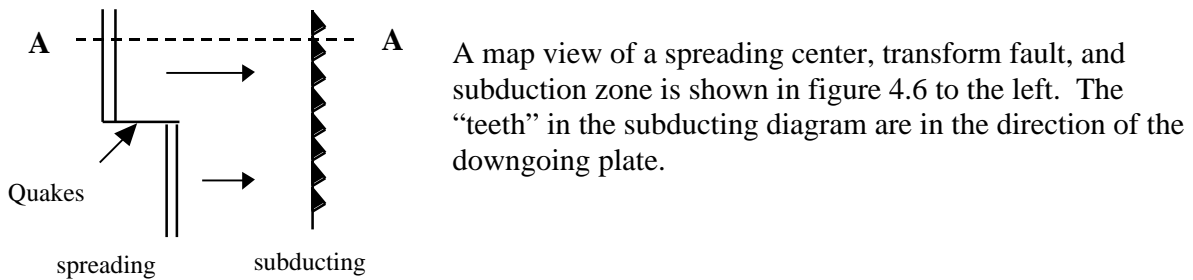 A A
A map view of a spreading center, transform fault, and
subduction zone is shown in figure 4.6 to the left. The
“teeth” in the subducting diagram are in the direction of the
downgoing plate.
Quakes
spreading subducting